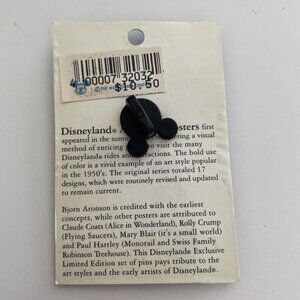 400007 32032
$10.50
Disneyland® A sters first
appeared in the sum ering a visual
method of enticing to visit the many
Disneyland rides and ctions. The bold use
of color is a vivid example of an art style popular
in the 1950's. The original series totaled 17
designs, which were routinely revised and updated
to remain current.
Bjorn Aronson is credited with the earliest
concepts, while other posters are attributed to
Claude Coats (Alice in Wonderland), Rolly Crump
(Flying Saucers), Mary Blair (it's a small world)
and Paul Hartley (Monorail and Swiss Family
Robinson Treehouse). This Disneyland Exclusive
Limited Edition set of pins pays tribute to the
art styles and the early artists of Disneyland®.